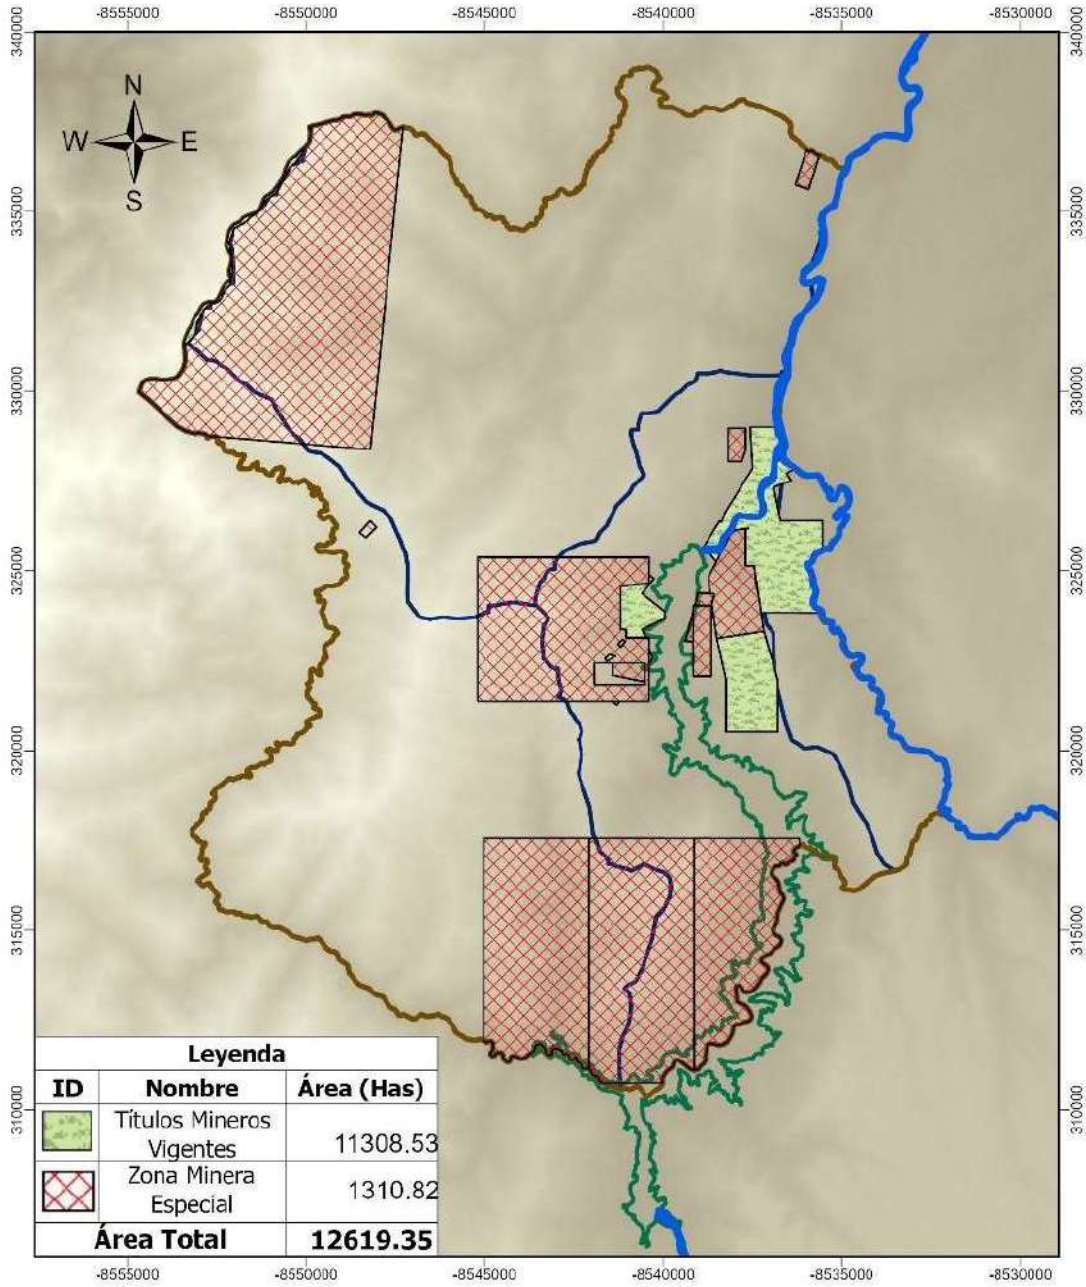 -8555000 -8550000 -8545000 -8540000 -8535000 -8530000
340000 340000
N
W E
S
335000 335000
330000 330000
325000 325000
320000 320000
315000 315000
310000 310000
Leyenda
ID Nombre Área (Has)
Títulos Mineros
Vigentes 11308.53
Zona Minera
Especial 1310.82
Área Total 12619.35
-8555000 -8550000 -8545000 -8540000 -8535000 -8530000